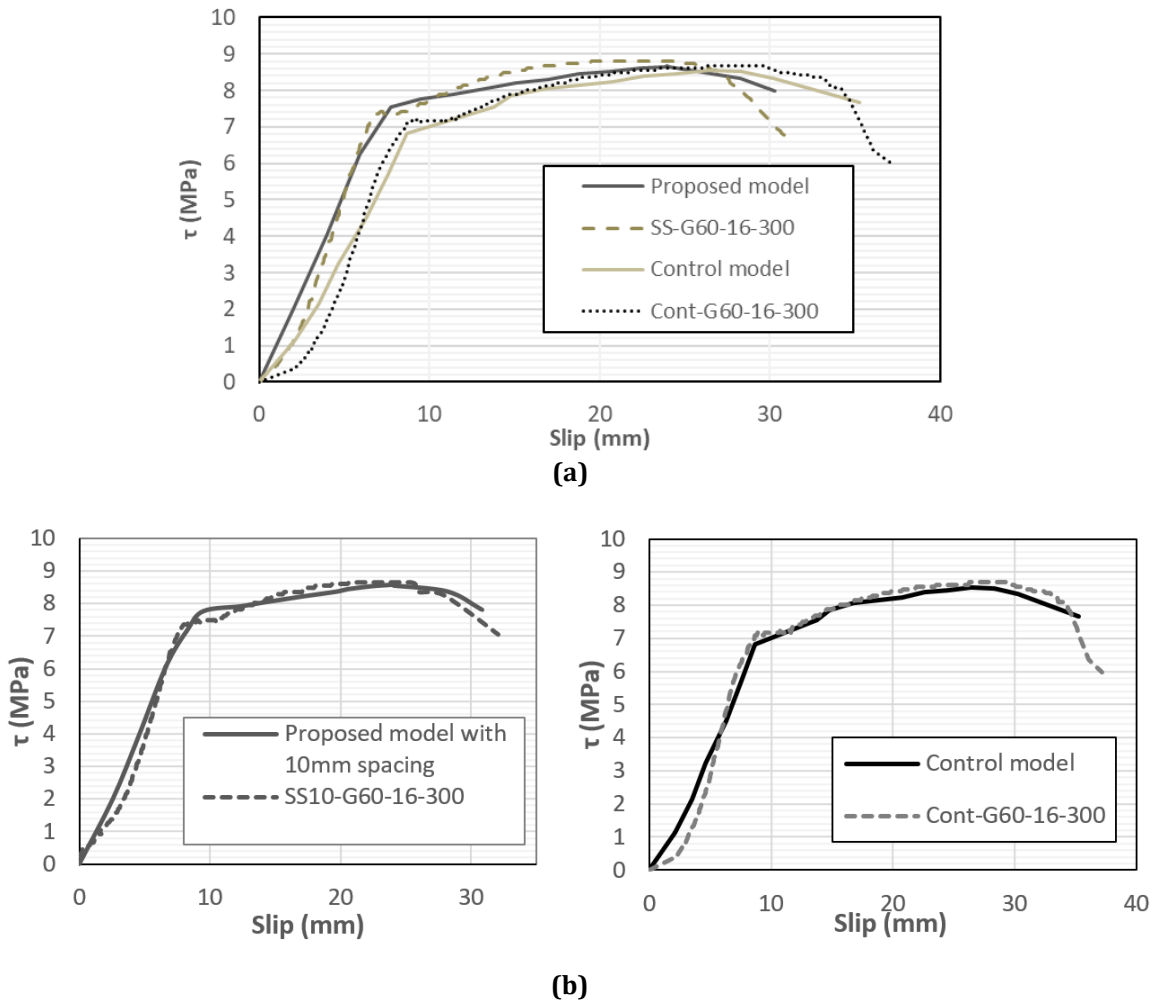 10
9
8
7
6
5
4
3
2
1
0
τ (MPa)
Proposed model
SS-G60-16-300
Control model
Cont-G60-16-300
0 10 20 30 40
Slip (mm)
(a)
10
9
8
7
6
5
4
3
2
1
0
τ (MPa)
Proposed model with
10mm spacing
SS10-G60-16-300
0 10 20 30
Slip (mm)
10
9
8
7
6
5
4
3
2
1
0
τ (MPa)
Control model
Cont-G60-16-300
0 10 20 30 40
Slip (mm)
(b)